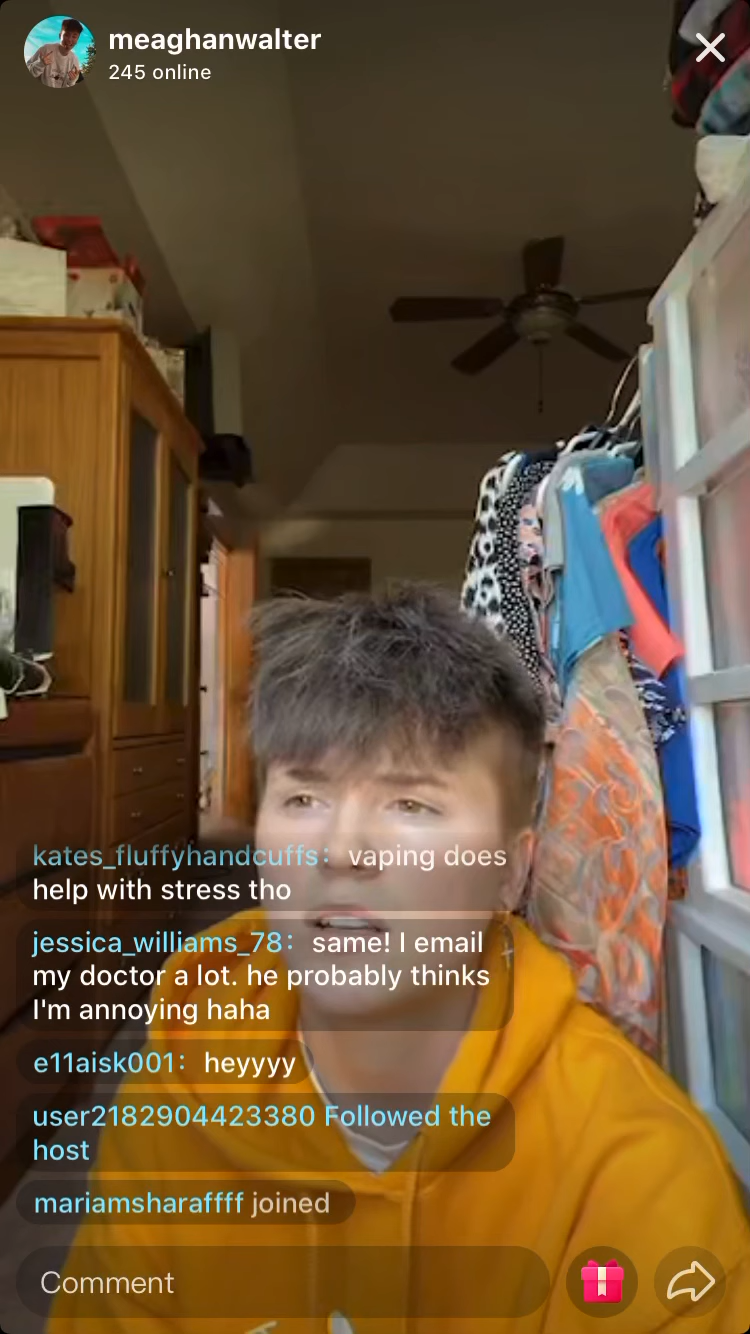 meaghanwalter
245 online
kates_fluffyhandcuffs: vaping does
help with stress tho
jessica_williams_78: same! I email
my doctor a lot. he probably thinks
I'm annoying haha
e11aisk001: heyyyy
user2182904423380 Followed the
host
mariamsharaffff joined
Comment